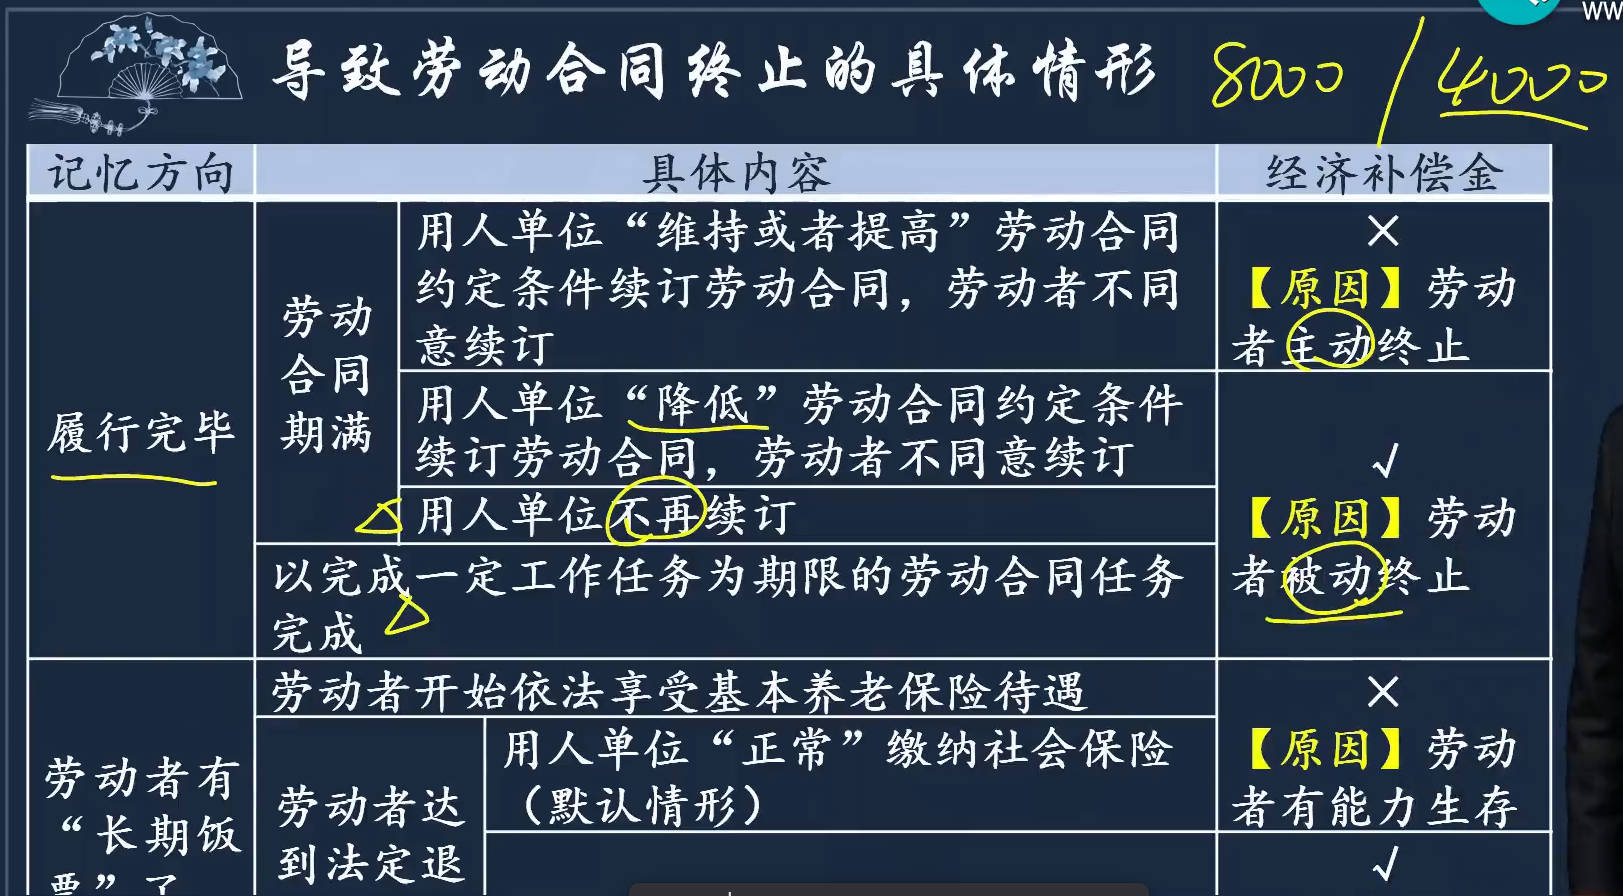 WW
导致劳动合同终止的具体情形 8000 / 4000
记忆方向 具体内容 经济补偿金
履行完毕
劳动
合同
期满
用人单位“维持或者提高”劳动合同
约定条件续订劳动合同，劳动者不同
意续订
×
【原因】劳动
者主动终止
用人单位“降低”劳动合同约定条件
续订劳动合同，劳动者不同意续订
用人单位不再续订
以完成一定工作任务为期限的劳动合同任务
完成
√
【原因】劳动
者被动终止
劳动者有
“长期饭
票”了
劳动者开始依法享受基本养老保险待遇
劳动者达
到法定退
用人单位“正常”缴纳社会保险
（默认情形）
×
【原因】劳动
者有能力生存
√